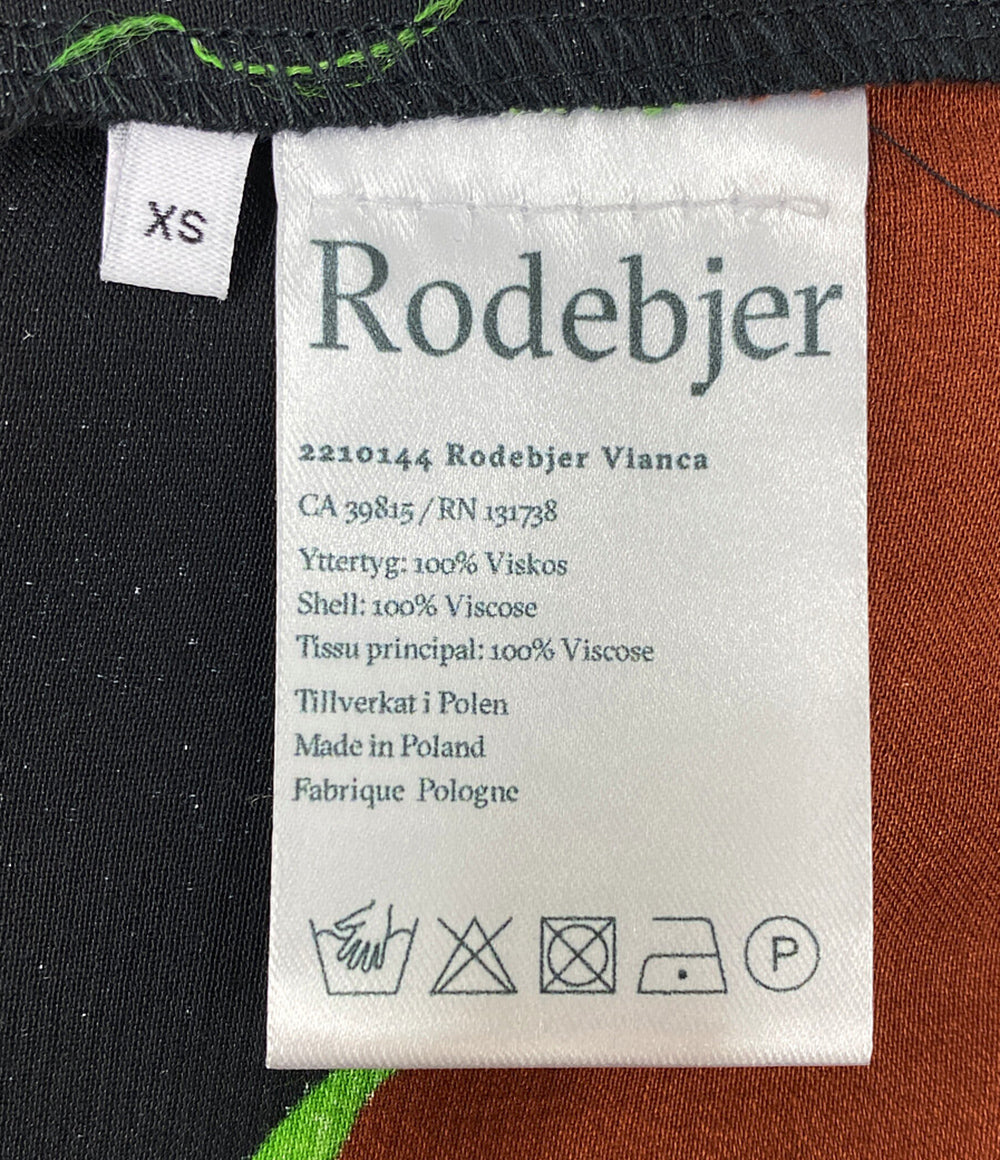 XS
Rodebjer
2210144 Rodebjer Vianca
CA 39815 / RN 131738
Yttertyg: 100% Viskos
Shell: 100% Viscose
Tissu principal: 100% Viscose
Tillverkat i Polen
Made in Poland
Fabrique Pologne
P